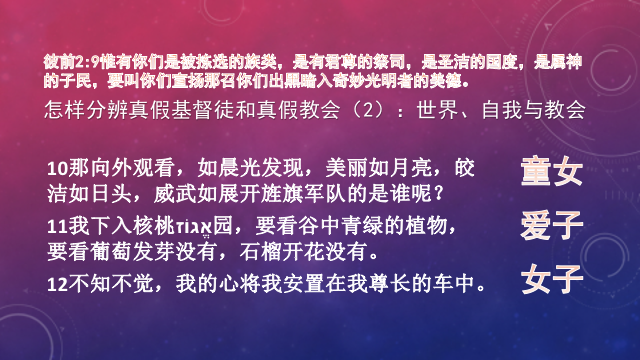 彼前2:9惟有你们是被拣选的族类，是有君尊的祭司，是圣洁的国度，是属神
的子民，要叫你们宣扬那召你们出黑暗入奇妙光明者的美德。
怎样分辨真假基督徒和真假教会（2）：世界、自我与教会
10那向外观看，如晨光发现，美丽如月亮，皎
洁如日头，威武如展开旌旗军队的是谁呢？
童女
11我下入核桃אֱגוֹז园，要看谷中青绿的植物，
要看葡萄发芽没有，石榴开花没有。
爱子
12不知不觉，我的心将我安置在我尊长的车中。
女子